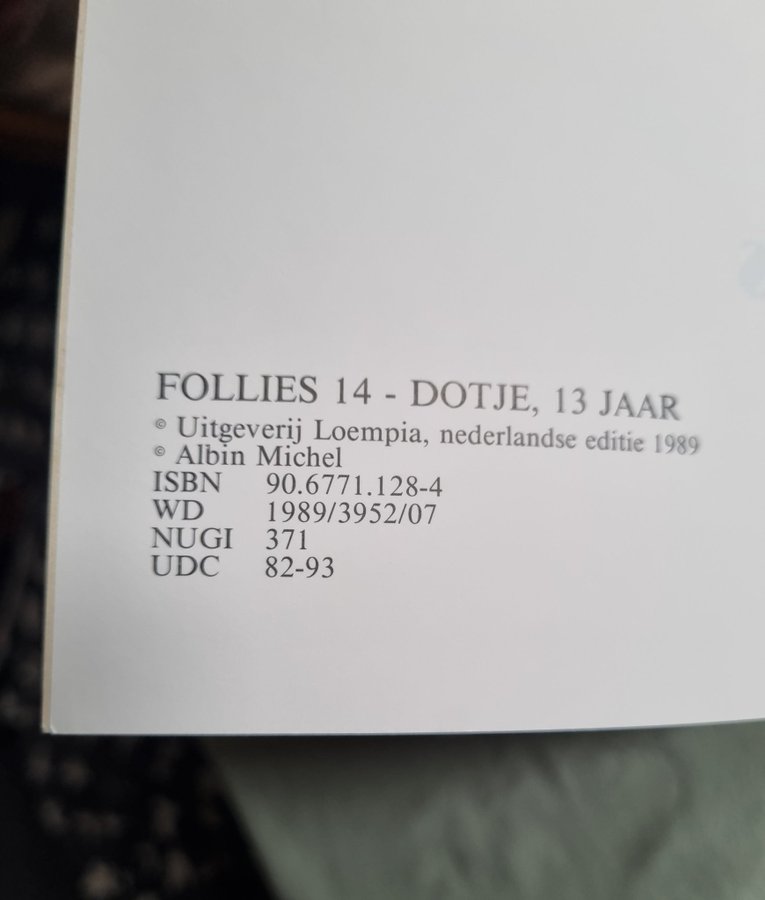 FOLLIES 14 - DOTJE, 13 JAAR
© Uitgeverij Loempia, nederlandse editie 1989
© Albin Michel
ISBN 90.6771.128-4
WD 1989/3952/07
NUGI 371
UDC 82-93